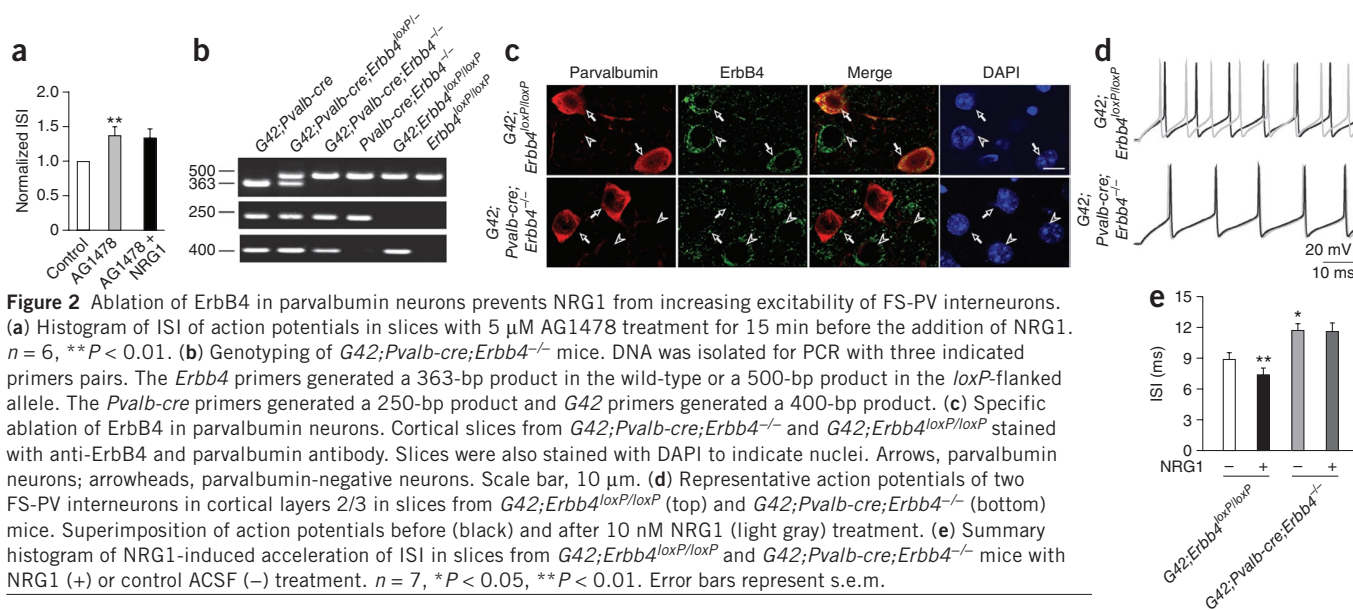 a
Normalized ISI
2.0
1.5
1.0
0.5
0
**
Control
AG1478
AG1478 +
NRG1
b
G42;Pvalb-cre
G42;Pvalb-cre;Erbb4loxP/–
G42;Pvalb-cre;Erbb4–/–
Pvalb-cre;Erbb4–/–
G42;Erbb4loxP/loxP
Erbb4loxP/loxP
500
363
250
400
c
Parvalbumin
ErbB4
Merge
DAPI
G42;
Erbb4loxP/loxP
G42;
Pvalb-cre;
Erbb4–/–
d
G42;
Erbb4loxP/loxP
G42;
Pvalb-cre;
Erbb4–/–
20 mV
10 ms
Figure 2 Ablation of ErbB4 in parvalbumin neurons prevents NRG1 from increasing excitability of FS-PV interneurons.
(a) Histogram of ISI of action potentials in slices with 5 μM AG1478 treatment for 15 min before the addition of NRG1.
n = 6, **P < 0.01. (b) Genotyping of G42;Pvalb-cre;Erbb4–/– mice. DNA was isolated for PCR with three indicated
primers pairs. The Erbb4 primers generated a 363-bp product in the wild-type or a 500-bp product in the loxP-flanked
allele. The Pvalb-cre primers generated a 250-bp product and G42 primers generated a 400-bp product. (c) Specific
ablation of ErbB4 in parvalbumin neurons. Cortical slices from G42;Pvalb-cre;Erbb4–/– and G42;Erbb4loxP/loxP stained
with anti-ErbB4 and parvalbumin antibody. Slices were also stained with DAPI to indicate nuclei. Arrows, parvalbumin
neurons; arrowheads, parvalbumin-negative neurons. Scale bar, 10 μm. (d) Representative action potentials of two
FS-PV interneurons in cortical layers 2/3 in slices from G42;Erbb4loxP/loxP (top) and G42;Pvalb-cre;Erbb4–/– (bottom)
mice. Superimposition of action potentials before (black) and after 10 nM NRG1 (light gray) treatment. (e) Summary
histogram of NRG1-induced acceleration of ISI in slices from G42;Erbb4loxP/loxP and G42;Pvalb-cre;Erbb4–/– mice with
NRG1 (+) or control ACSF (–) treatment. n = 7, *P < 0.05, **P < 0.01. Error bars represent s.e.m.
e
ISI (ms)
15
12
9
6
3
0
**
*
NRG1 – + – +
G42;Erbb4loxP/loxP
G42;Pvalb-cre;Erbb4–/–